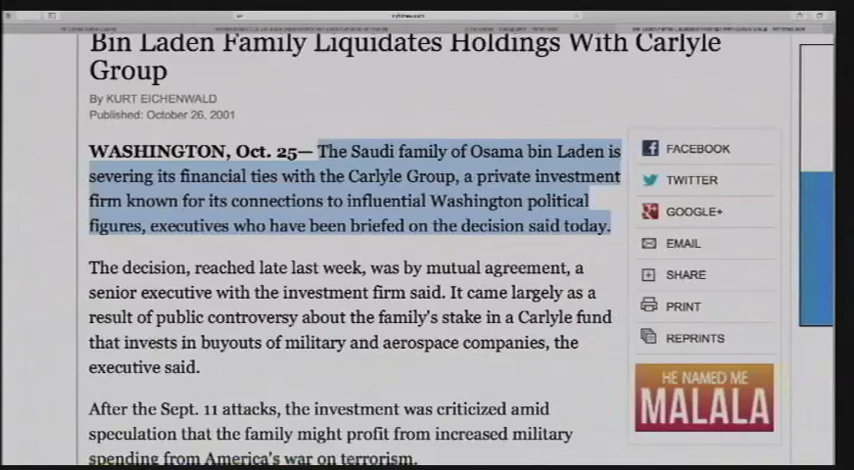 nytimes.com
Bin Laden Family Liquidates Holdings With Carlyle
Group
By KURT EICHENWALD
Published: October 26, 2001
WASHINGTON, Oct. 25— The Saudi family of Osama bin Laden is
severing its financial ties with the Carlyle Group, a private investment
firm known for its connections to influential Washington political
figures, executives who have been briefed on the decision said today.
The decision, reached late last week, was by mutual agreement, a
senior executive with the investment firm said. It came largely as a
result of public controversy about the family's stake in a Carlyle fund
that invests in buyouts of military and aerospace companies, the
executive said.
After the Sept. 11 attacks, the investment was criticized amid
speculation that the family might profit from increased military
spending from America's war on terrorism.
FACEBOOK
TWITTER
GOOGLE+
EMAIL
SHARE
PRINT
REPRINTS
HE NAMED ME
MALALA